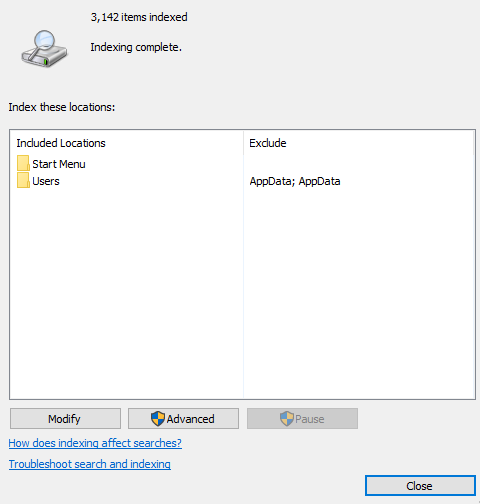 3,142 items indexed
Indexing complete.
Index these locations:
Included Locations Exclude
Start Menu
Users AppData; AppData
Modify Advanced Pause
How does indexing affect searches?
Troubleshoot search and indexing
Close